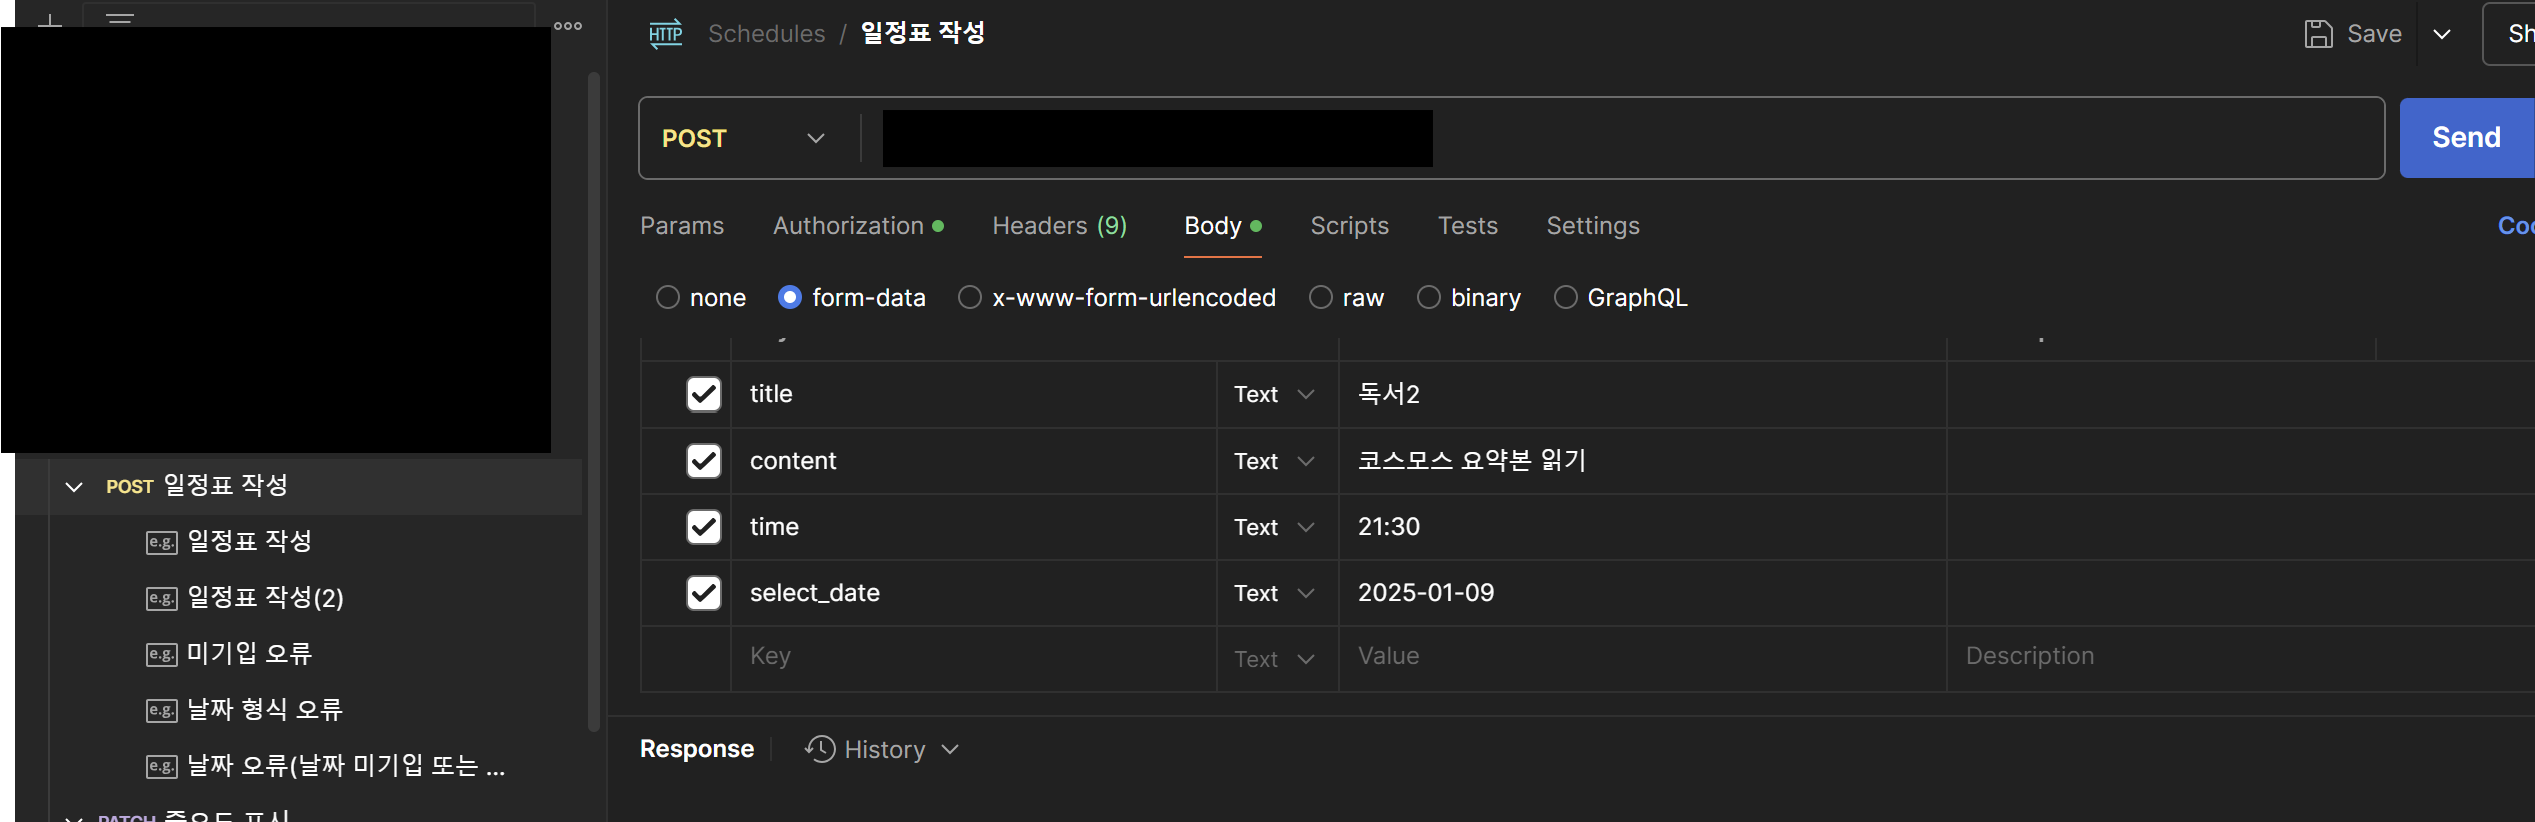 Schedules / 일정표 작성
Save
POST
Send
Params Authorization Headers (9) Body Scripts Tests Settings
none form-data x-www-form-urlencoded raw binary GraphQL
title Text 독서2
content Text 코스모스 요약본 읽기
time Text 21:30
select_date Text 2025-01-09
Key Text Value Description
Response History
POST 일정표 작성
e.g. 일정표 작성
e.g. 일정표 작성(2)
e.g. 미기입 오류
e.g. 날짜 형식 오류
e.g. 날짜 오류(날짜 미기입 또는 ...
PATCH 중요도 표시